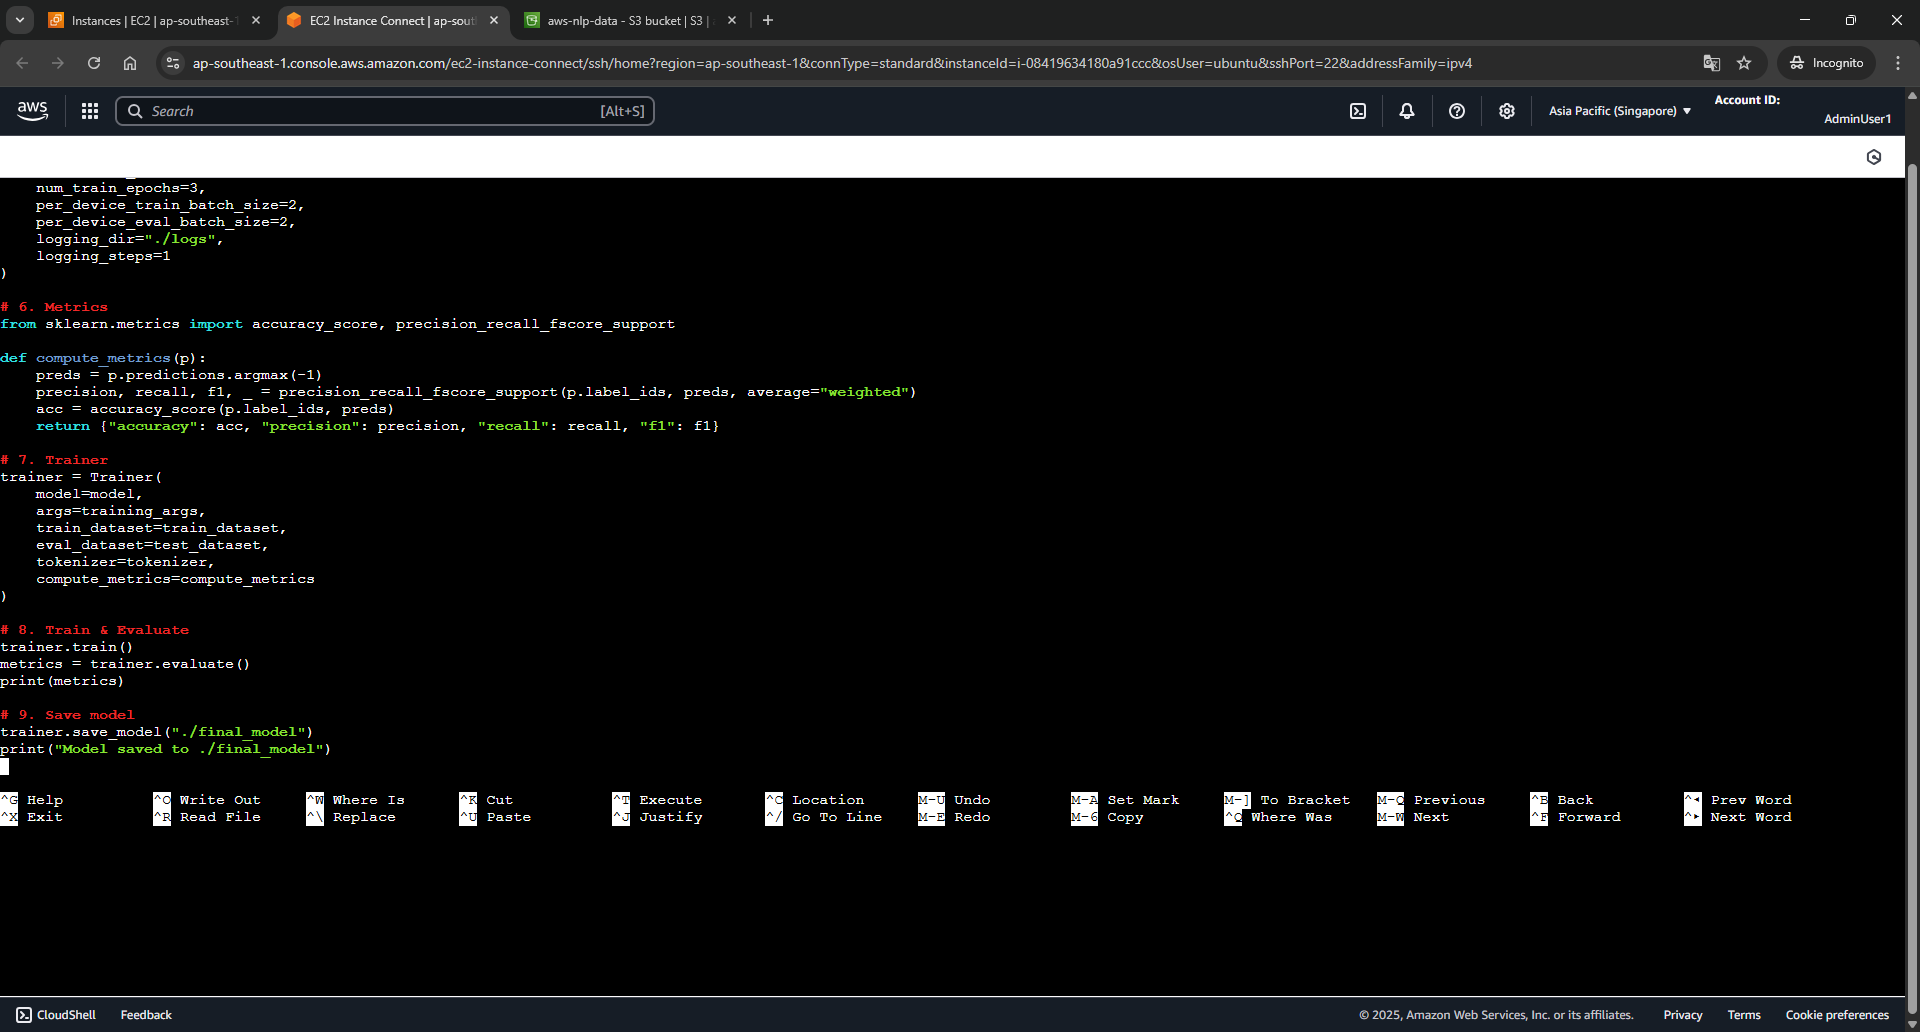 Instances | EC2 | ap-southeast-1
EC2 Instance Connect | ap-sout
aws-nlp-data - S3 bucket | S3 |
ap-southeast-1.console.aws.amazon.com/ec2-instance-connect/ssh/home?region=ap-southeast-1&connType=standard&instanceId=i-08419634180a91ccc&osUser=ubuntu&sshPort=22&addressFamily=ipv4
Incognito
aws
Search
[Alt+S]
Asia Pacific (Singapore)
Account ID:
AdminUser1
num_train_epochs=3,
per_device_train_batch_size=2,
per_device_eval_batch_size=2,
logging_dir="./logs",
logging_steps=1
)
# 6. Metrics
from sklearn.metrics import accuracy_score, precision_recall_fscore_support
def compute_metrics(p):
preds = p.predictions.argmax(-1)
precision, recall, f1, _ = precision_recall_fscore_support(p.label_ids, preds, average="weighted")
acc = accuracy_score(p.label_ids, preds)
return {"accuracy": acc, "precision": precision, "recall": recall, "f1": f1}
# 7. Trainer
trainer = Trainer(
model=model,
args=training_args,
train_dataset=train_dataset,
eval_dataset=test_dataset,
tokenizer=tokenizer,
compute_metrics=compute_metrics
)
# 8. Train & Evaluate
trainer.train()
metrics = trainer.evaluate()
print(metrics)
# 9. Save model
trainer.save_model("./final_model")
print("Model saved to ./final_model")
^G Help ^O Write Out ^W Where Is ^K Cut ^T Execute ^C Location M-U Undo M-A Set Mark M-] To Bracket M-Q Previous ^B Back ^◂ Prev Word
^X Exit ^R Read File ^\ Replace ^U Paste ^J Justify ^/ Go To Line M-E Redo M-6 Copy ^Q Where Was M-W Next ^F Forward ^▸ Next Word
CloudShell
Feedback
© 2025, Amazon Web Services, Inc. or its affiliates.
Privacy
Terms
Cookie preferences